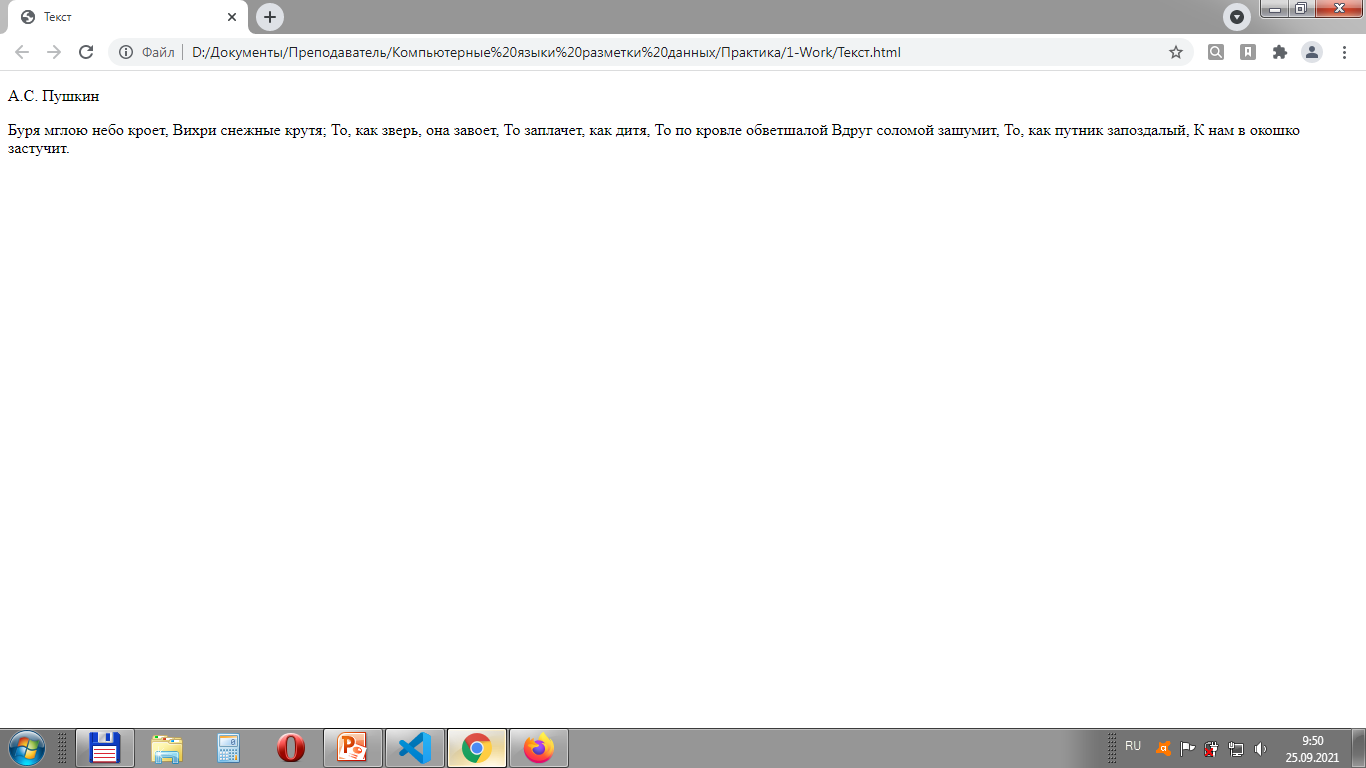 Текст
Файл
D:/Документы/Преподаватель/Компьютерные%20языки%20разметки%20данных/Практика/1-Work/Текст.html
А.С. Пушкин
Буря мглою небо кроет, Вихри снежные крутя; То, как зверь, она завоет, То заплачет, как дитя, То по кровле обветшалой Вдруг соломой зашумит, То, как путник запоздалый, К нам в окошко
застучит.
RU
9:50
25.09.2021